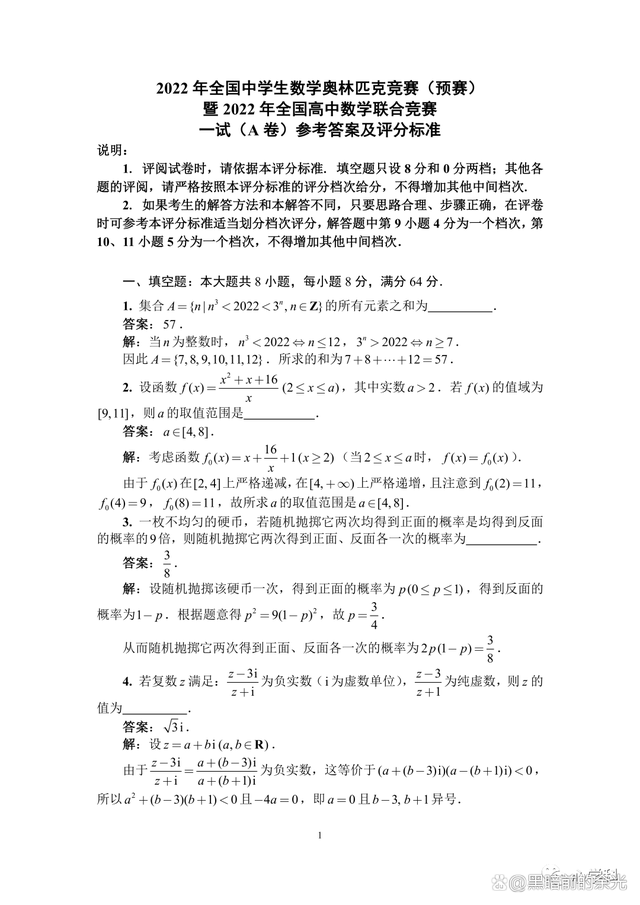 2022 年全国中学生数学奥林匹克竞赛（预赛）
暨 2022 年全国高中数学联合竞赛
一试（A 卷）参考答案及评分标准
说明：
1. 评阅试卷时，请依据本评分标准．填空题只设 8 分和 0 分两档；其他各
题的评阅，请严格按照本评分标准的评分档次给分，不得增加其他中间档次．
2. 如果考生的解答方法和本解答不同，只要思路合理、步骤正确，在评卷
时可参考本评分标准适当划分档次评分，解答题中第 9 小题 4 分为一个档次，第
10、11 小题 5 分为一个档次，不得增加其他中间档次．
一、填空题：本大题共 8 小题，每小题 8 分，满分 64 分．
1. 集合 A={n|n³<2022<3ⁿ, n∈Z} 的所有元素之和为__________．
答案：57．
解：当 n 为整数时，n³<2022⇔n≤12，3ⁿ>2022⇔n≥7．
因此 A={7,8,9,10,11,12}．所求的和为 7+8+⋯+12=57．
2. 设函数 f(x)=(x²+x+16)/x (2≤x≤a)，其中实数 a>2．若 f(x) 的值域为
[9,11]，则 a 的取值范围是__________．
答案：a∈[4,8]．
解：考虑函数 f₀(x)=x+16/x+1(x≥2)（当 2≤x≤a 时，f(x)=f₀(x)）．
由于 f₀(x) 在[2,4]上严格递减，在[4,+∞)上严格递增，且注意到 f₀(2)=11，
f₀(4)=9，f₀(8)=11，故所求 a 的取值范围是 a∈[4,8]．
3. 一枚不均匀的硬币，若随机抛掷它两次均得到正面的概率是均得到反面
的概率的 9 倍，则随机抛掷它两次得到正面、反面各一次的概率为__________．
答案：3/8．
解：设随机抛掷该硬币一次，得到正面的概率为 p(0≤p≤1)，得到反面的
概率为1−p．根据题意得 p²=9(1−p)²，故 p=3/4．
从而随机抛掷它两次得到正面、反面各一次的概率为 2p(1−p)=3/8．
4. 若复数 z 满足：(z−3i)/(z+i) 为负实数（i 为虚数单位），(z−3)/(z+1) 为纯虚数，则 z 的
值为__________．
答案：√3i．
解：设 z=a+bi (a,b∈R)．
由于 (z−3i)/(z+i)=(a+(b−3)i)/(a+(b+1)i) 为负实数，这等价于 (a+(b−3)i)(a−(b+1)i)<0，
所以 a²+(b−3)(b+1)<0 且 −4a=0，即 a=0 且 b−3, b+1 异号．
1